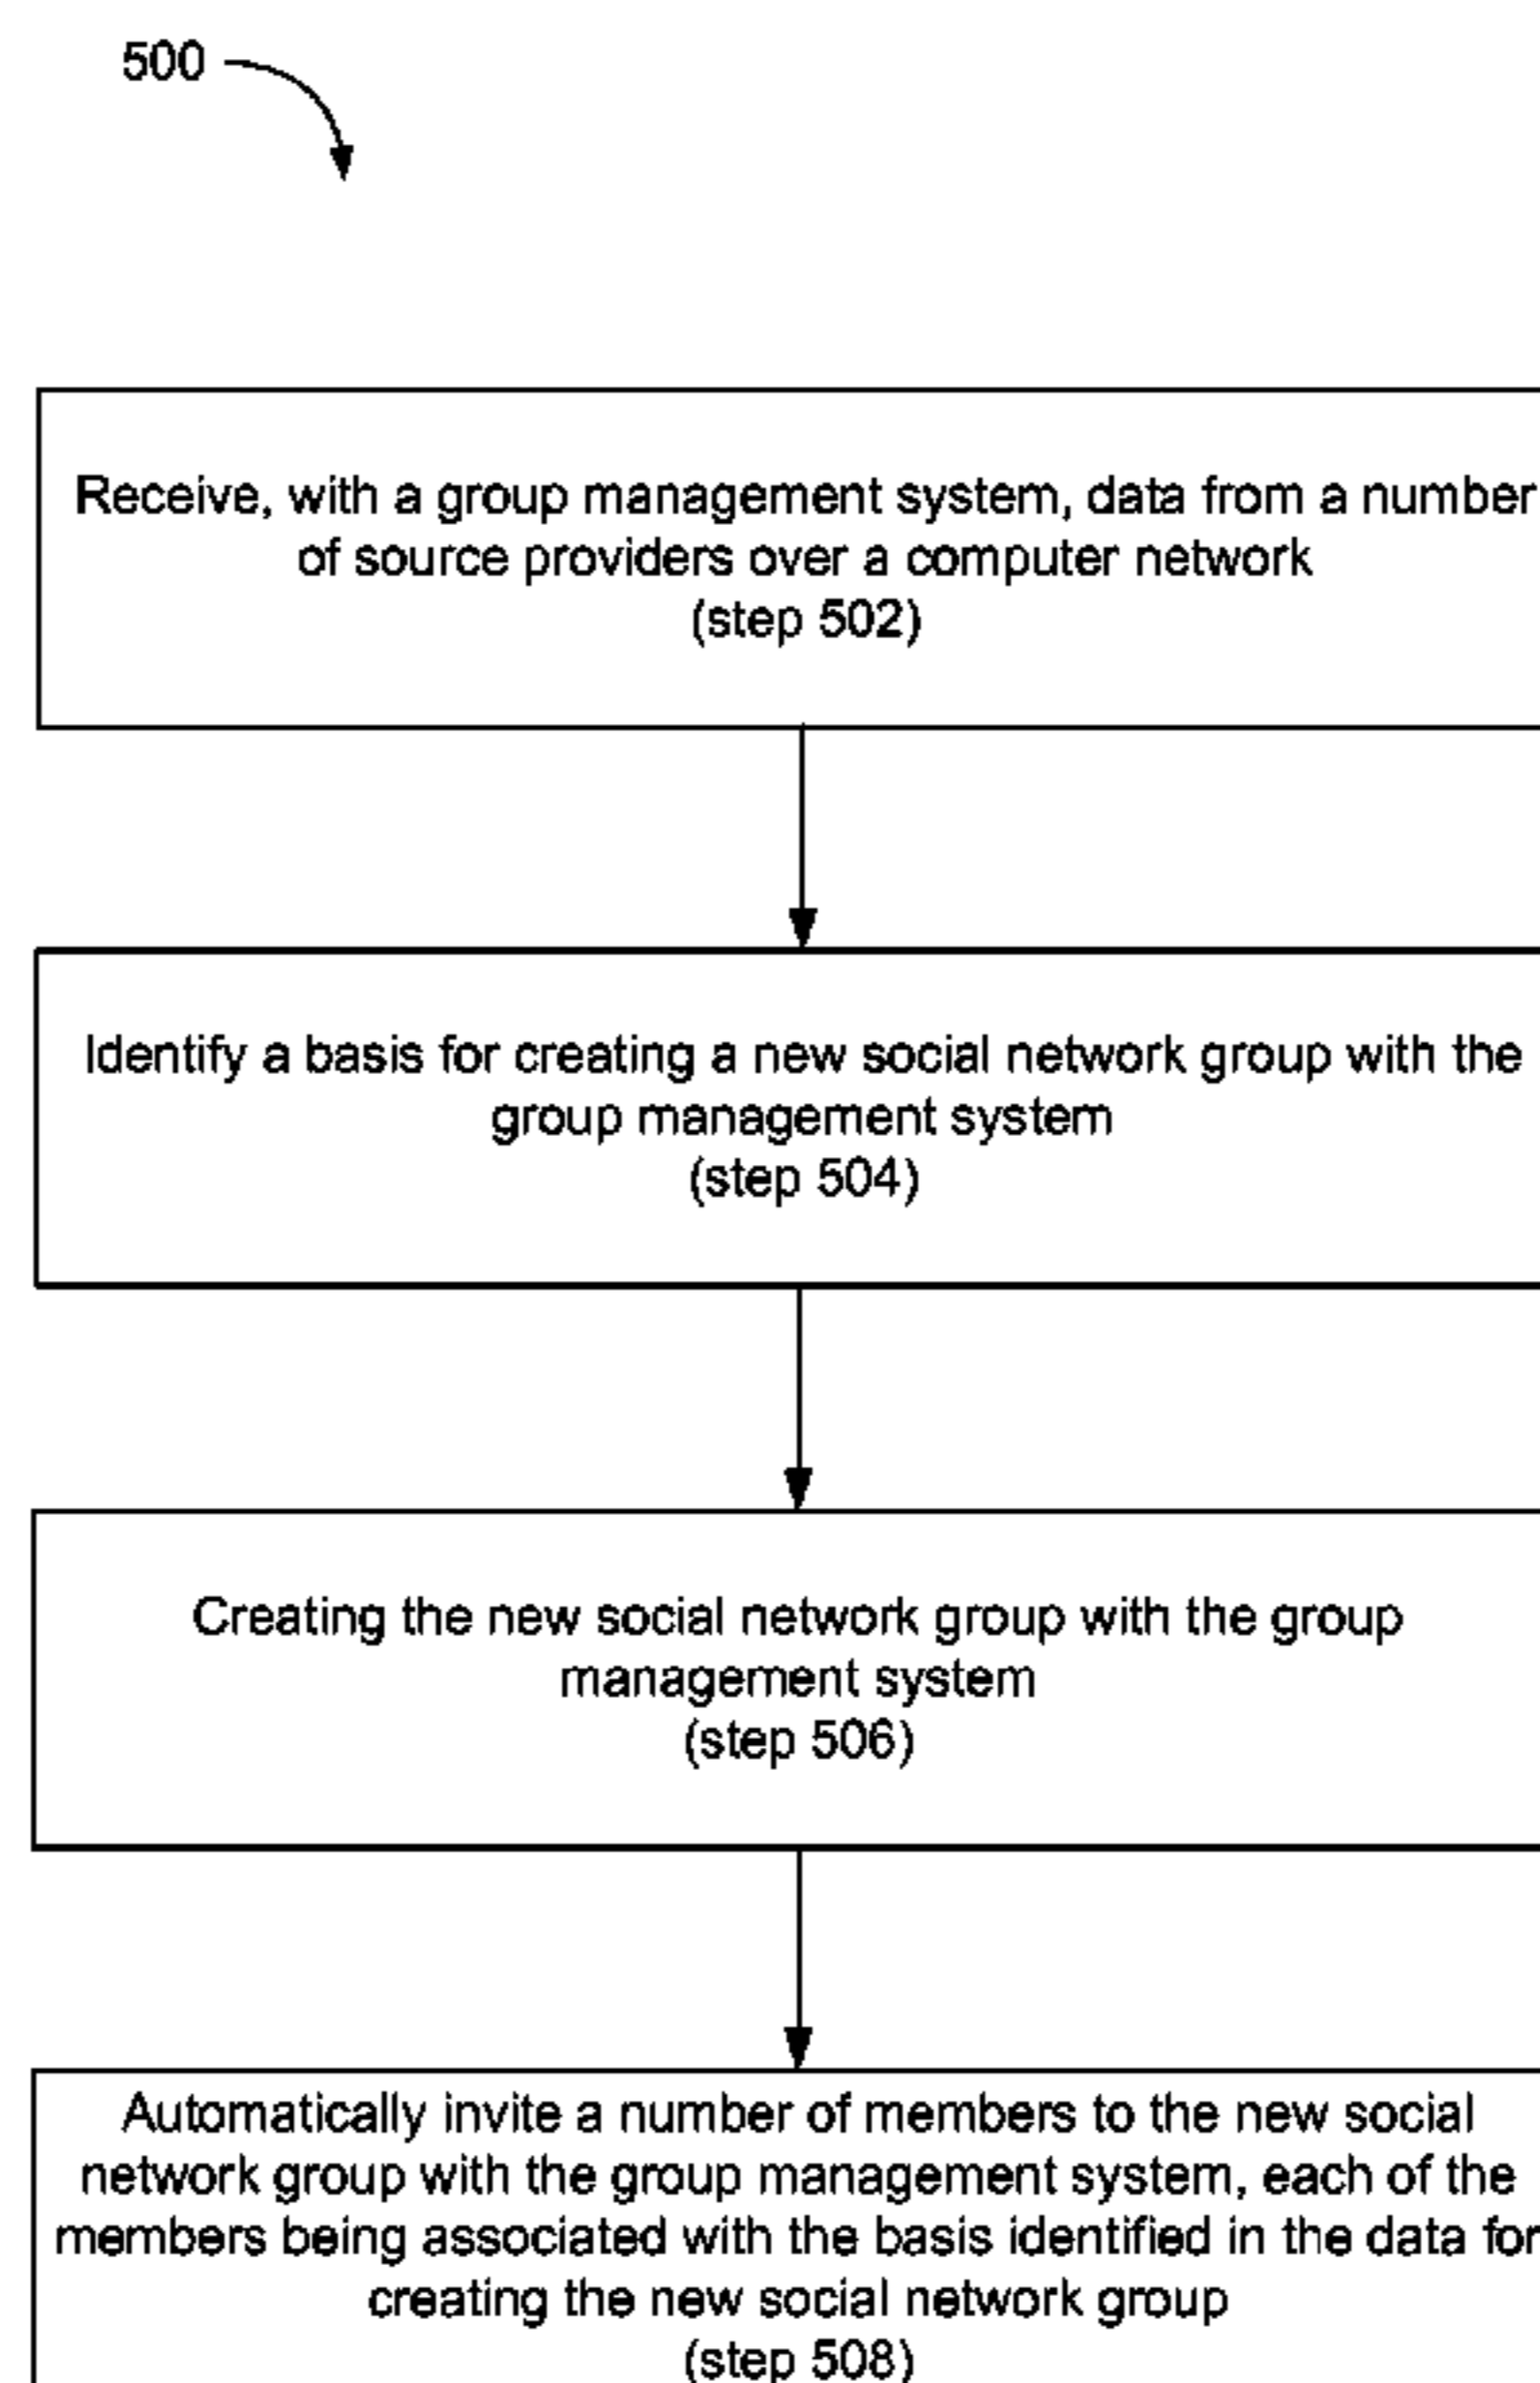 500
Receive, with a group management system, data from a number
of source providers over a computer network
(step 502)
Identify a basis for creating a new social network group with the
group management system
(step 504)
Creating the new social network group with the group
management system
(step 506)
Automatically invite a number of members to the new social
network group with the group management system, each of the
members being associated with the basis identified in the data for
creating the new social network group
(step 508)